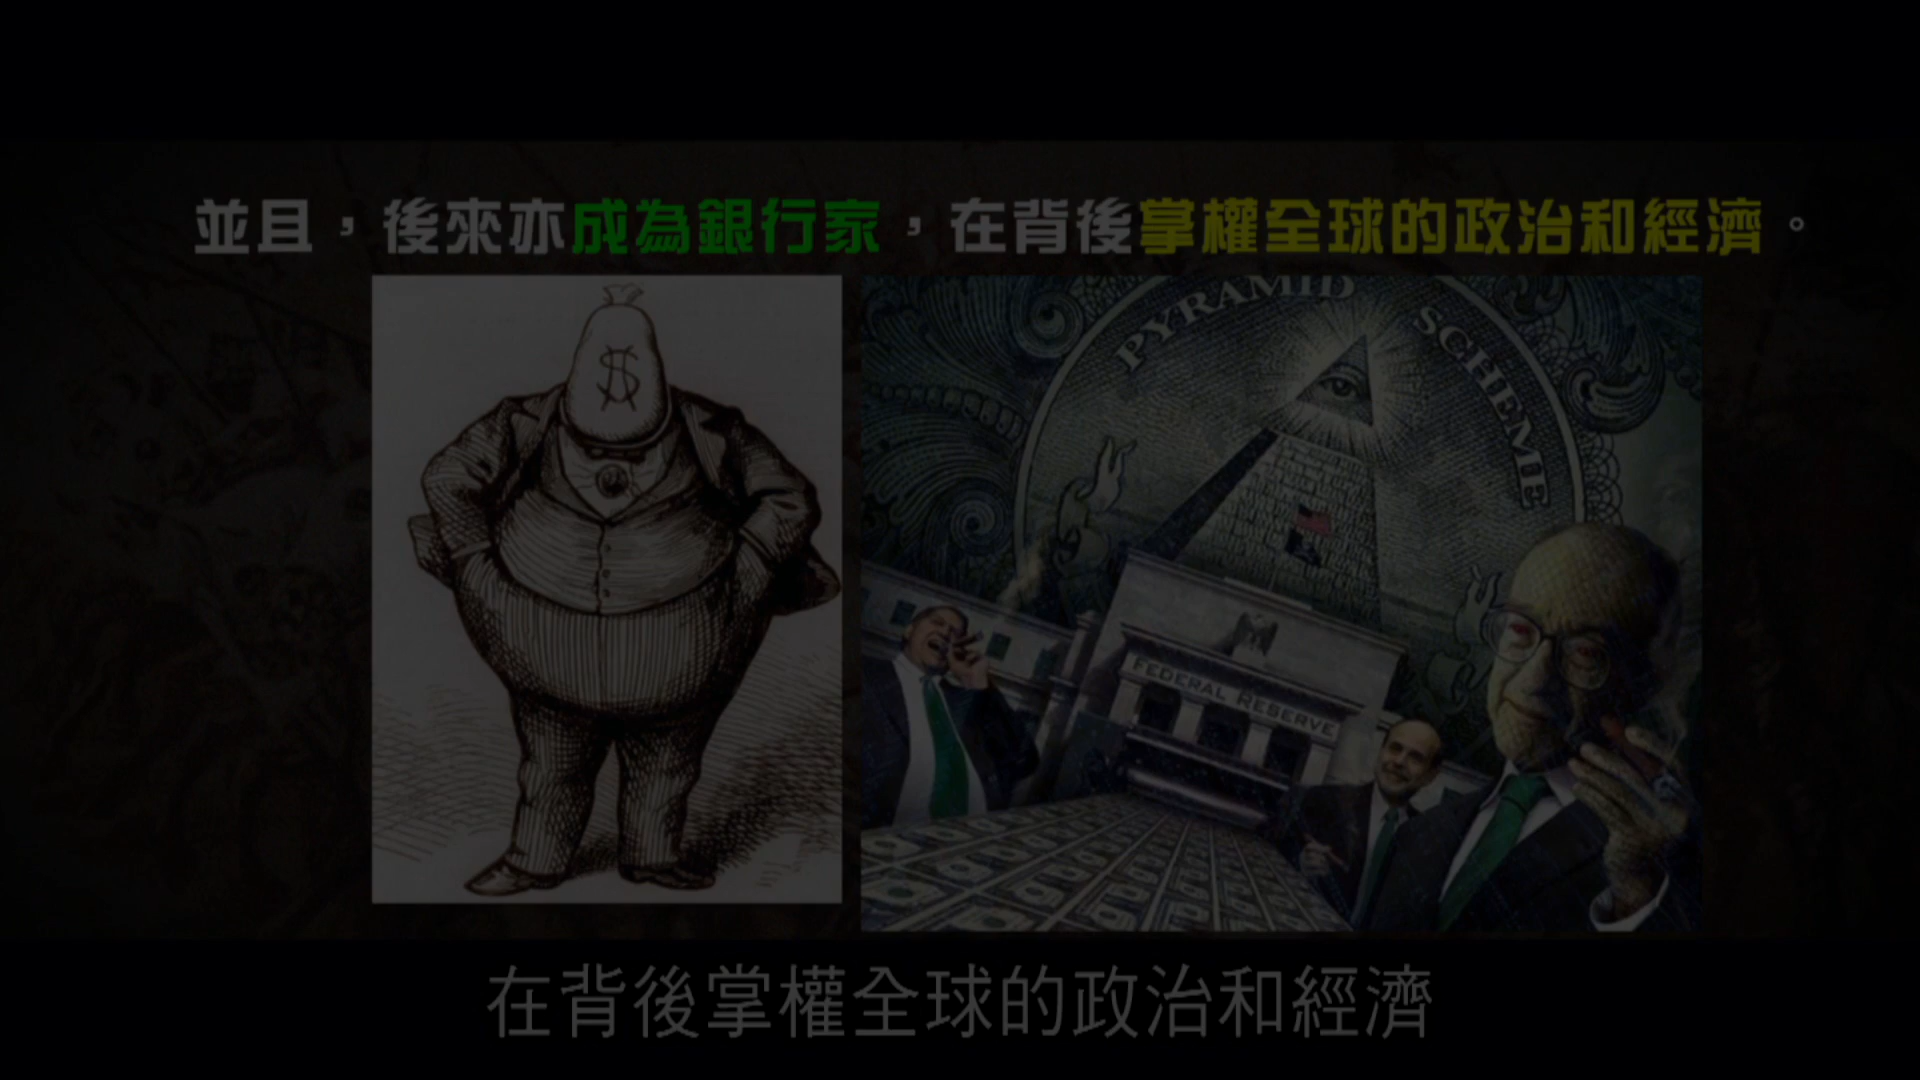 並且，後來亦成為銀行家，在背後掌權全球的政治和經濟。
$
PYRAMID SCHEME
FEDERAL RESERVE
在背後掌權全球的政治和經濟